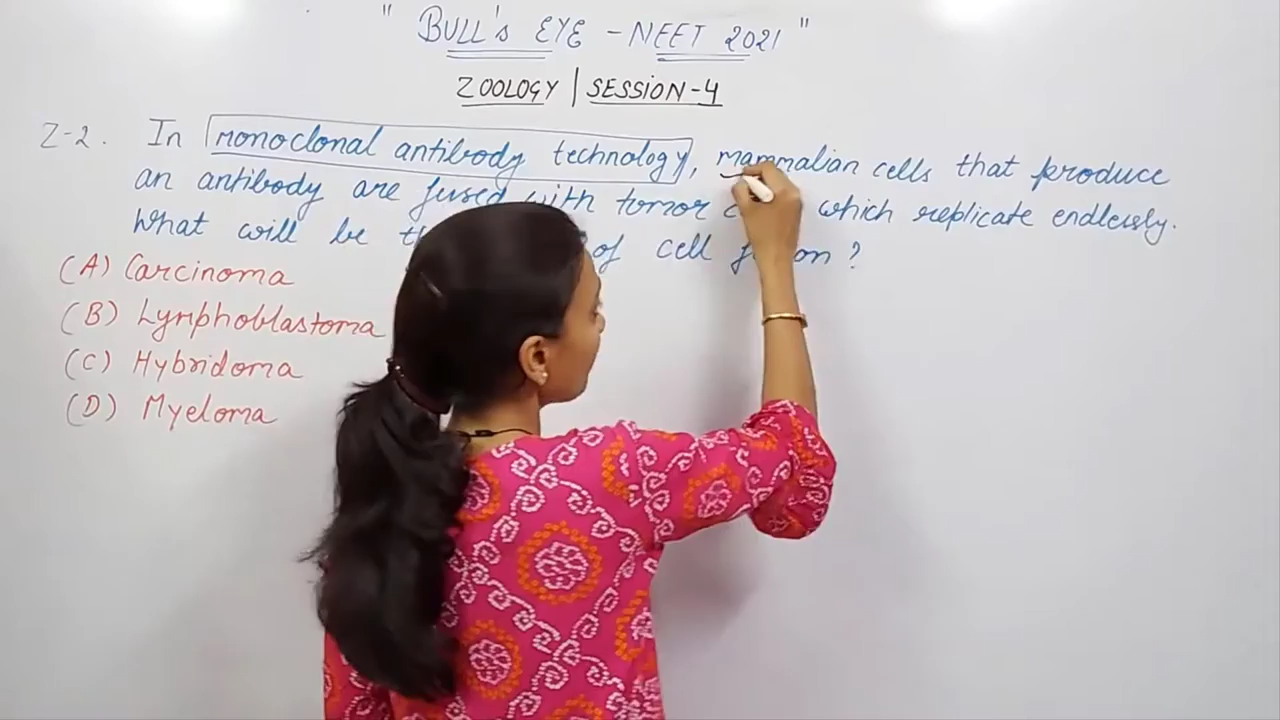 " BULL's EYE - NEET 2021 "
ZOOLOGY | SESSION-4
Z-2. In monoclonal antibody technology, mammalian cells that produce
an antibody are fused with tomor which replicate endlessly.
What will be of cell ?
(A) Carcinoma
(B) Lymphoblastoma
(C) Hybridoma
(D) Myeloma